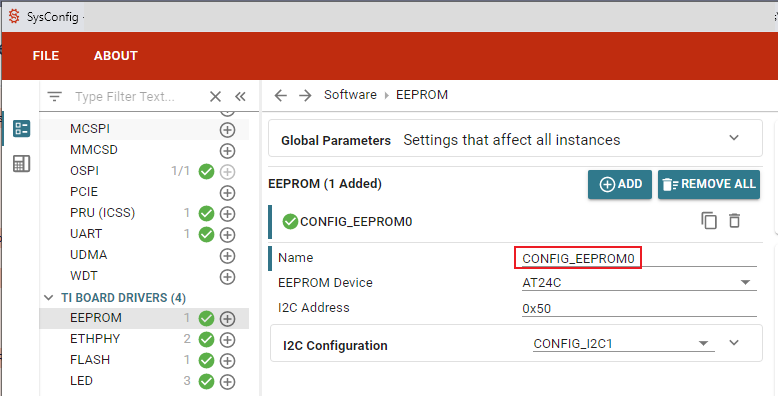 SysConfig -
FILE ABOUT
Type Filter Text...
MCSPI
MMCSD
OSPI 1/1
PCIE
PRU (ICSS) 1
UART 1
UDMA
WDT
TI BOARD DRIVERS (4)
EEPROM 1
ETHPHY 2
FLASH 1
LED 3
Software EEPROM
Global Parameters Settings that affect all instances
EEPROM (1 Added) ADD REMOVE ALL
CONFIG_EEPROM0
Name CONFIG_EEPROM0
EEPROM Device AT24C
I2C Address 0x50
I2C Configuration CONFIG_I2C1